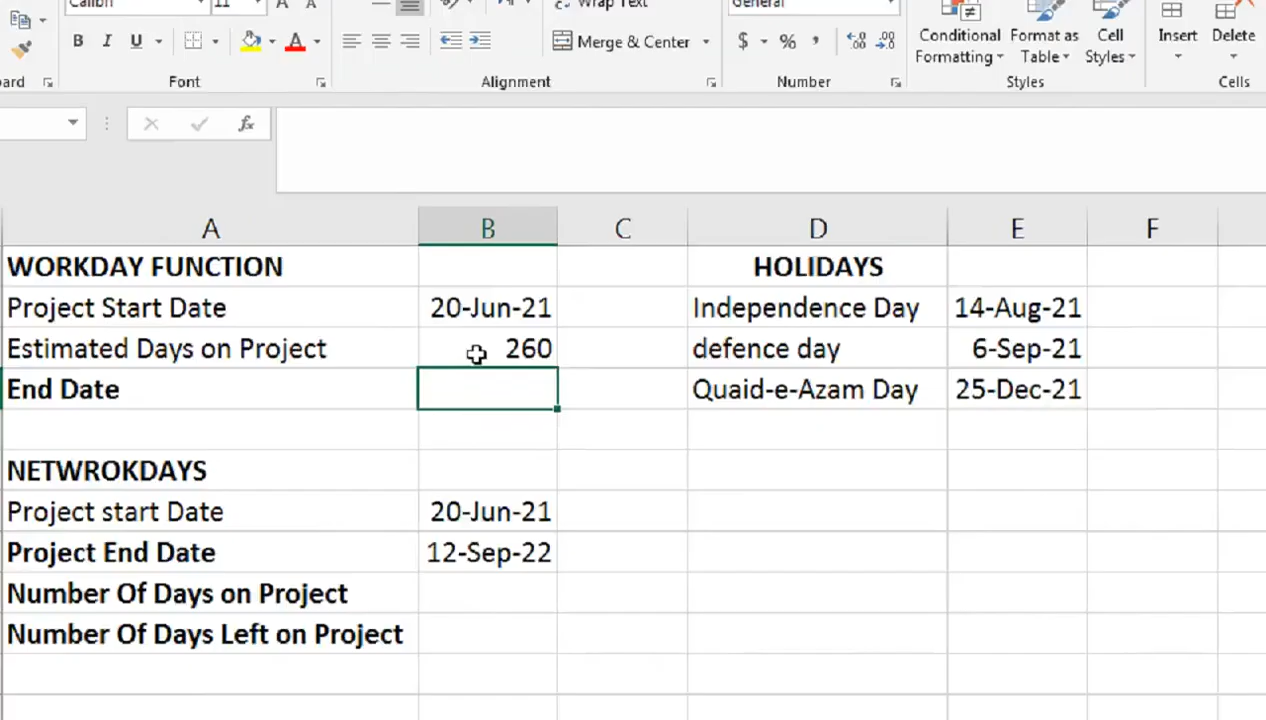 Calibri 11 A A Wrap Text General
B I U A Merge & Center $ % , Conditional Formatting Format as Table Cell Styles Insert Delete
ard Font Alignment Number Styles Cells
fx
A B C D E F
WORKDAY FUNCTION HOLIDAYS
Project Start Date 20-Jun-21 Independence Day 14-Aug-21
Estimated Days on Project 260 defence day 6-Sep-21
End Date Quaid-e-Azam Day 25-Dec-21
NETWROKDAYS
Project start Date 20-Jun-21
Project End Date 12-Sep-22
Number Of Days on Project
Number Of Days Left on Project